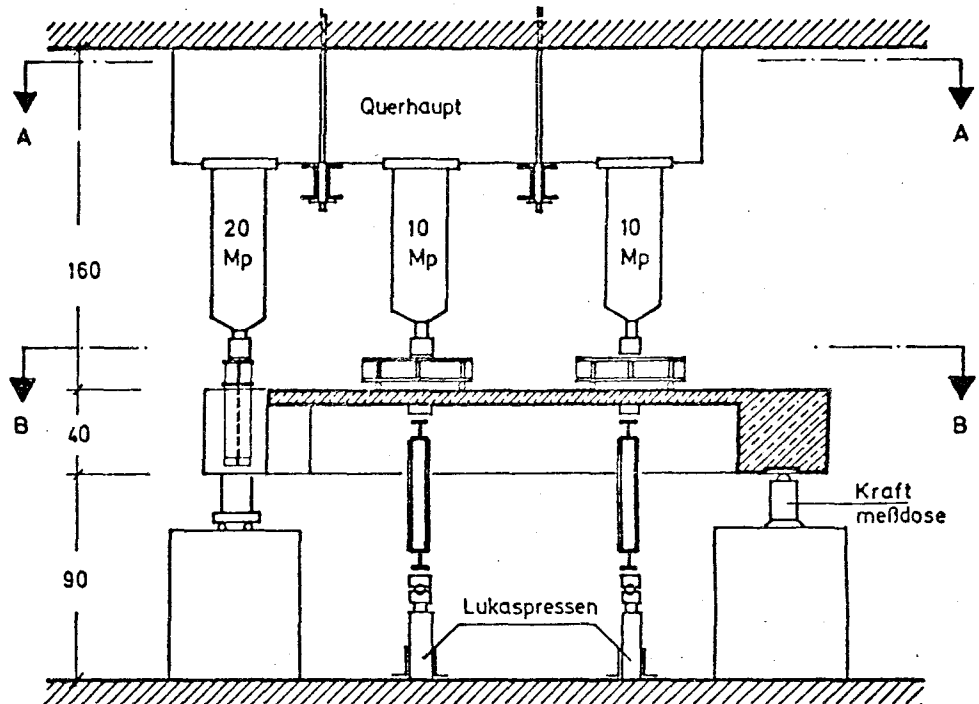 A
A
Querhaupt
20
Mp
10
Mp
10
Mp
160
B
B
40
Kraft
meßdose
90
Lukaspressen